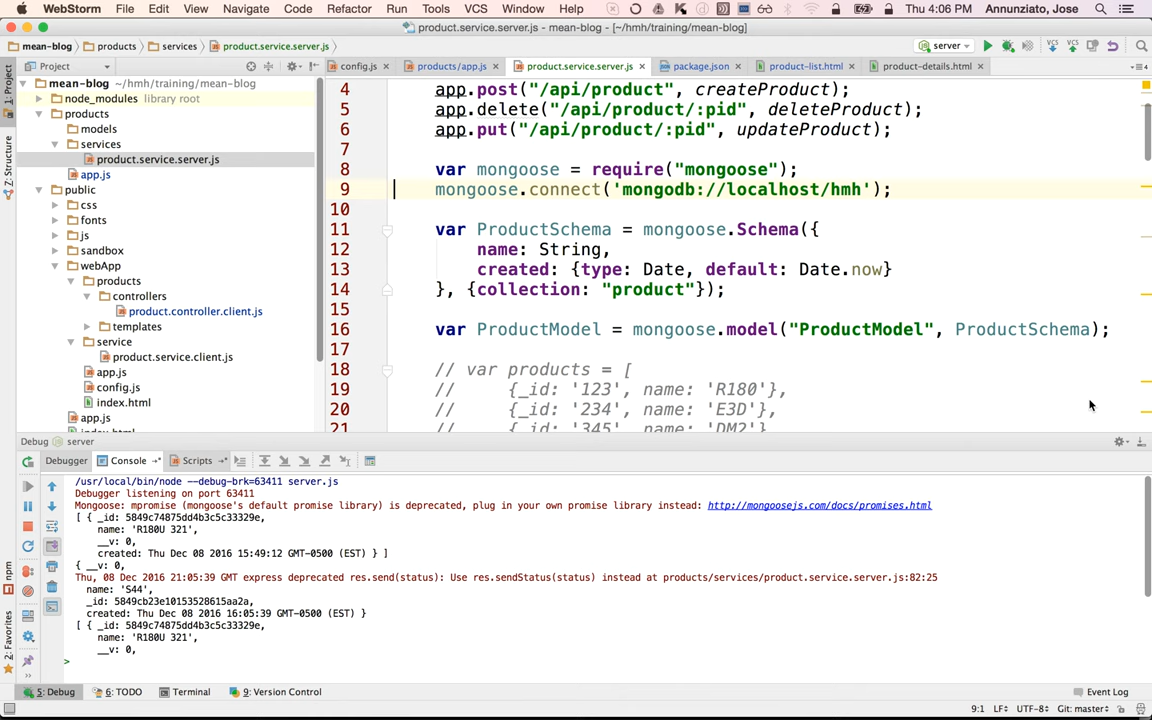 WebStorm File Edit View Navigate Code Refactor Run Tools VCS Window Help Thu 4:06 PM Annunziato, Jose
product.service.server.js - mean-blog - [~/hmh/training/mean-blog]
mean-blog products services product.service.server.js server
Project config.js products/app.js product.service.server.js package.json product-list.html product-details.html
1: Project
Z: Structure
npm
2: Favorites
mean-blog ~/hmh/training/mean-blog
node_modules library root
products
models
services
product.service.server.js
app.js
public
css
fonts
js
sandbox
webApp
products
controllers
product.controller.client.js
templates
service
product.service.client.js
app.js
config.js
index.html
app.js
index.html
4 app.post("/api/product", createProduct);
5 app.delete("/api/product/:pid", deleteProduct);
6 app.put("/api/product/:pid", updateProduct);
7
8 var mongoose = require("mongoose");
9 mongoose.connect('mongodb://localhost/hmh');
10
11 var ProductSchema = mongoose.Schema({
12 name: String,
13 created: {type: Date, default: Date.now}
14 }, {collection: "product"});
15
16 var ProductModel = mongoose.model("ProductModel", ProductSchema);
17
18 // var products = [
19 // {_id: '123', name: 'R180'},
20 // {_id: '234', name: 'E3D'},
21 // {_id: '345', name: 'DM2'}
Debug server
Debugger Console Scripts
/usr/local/bin/node --debug-brk=63411 server.js
Debugger listening on port 63411
Mongoose: mpromise (mongoose's default promise library) is deprecated, plug in your own promise library instead: http://mongoosejs.com/docs/promises.html
[ { _id: 5849c74875dd4b3c5c33329e,
name: 'R180U 321',
__v: 0,
created: Thu Dec 08 2016 15:49:12 GMT-0500 (EST) } ]
{ __v: 0,
Thu, 08 Dec 2016 21:05:39 GMT express deprecated res.send(status): Use res.sendStatus(status) instead at products/services/product.service.server.js:82:25
name: 'S44',
_id: 5849cb23e10153528615aa2a,
created: Thu Dec 08 2016 16:05:39 GMT-0500 (EST) }
[ { _id: 5849c74875dd4b3c5c33329e,
name: 'R180U 321',
__v: 0,
>
5: Debug 6: TODO Terminal 9: Version Control Event Log
9:1 LF÷ UTF-8÷ Git: master÷